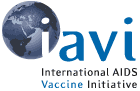 iavi
International AIDS
Vaccine Initiative